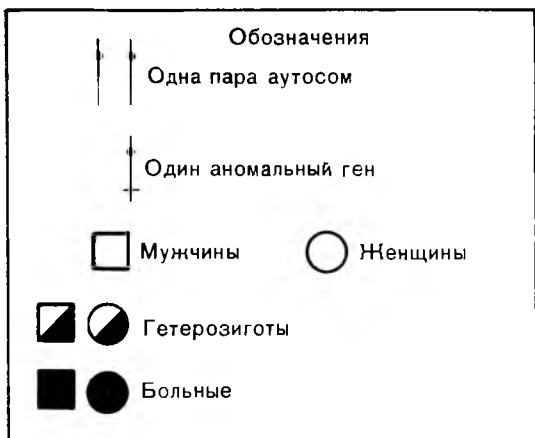 Обозначения
Одна пара аутосом
Один аномальный ген
Мужчины Женщины
Гетерозиготы
Больные